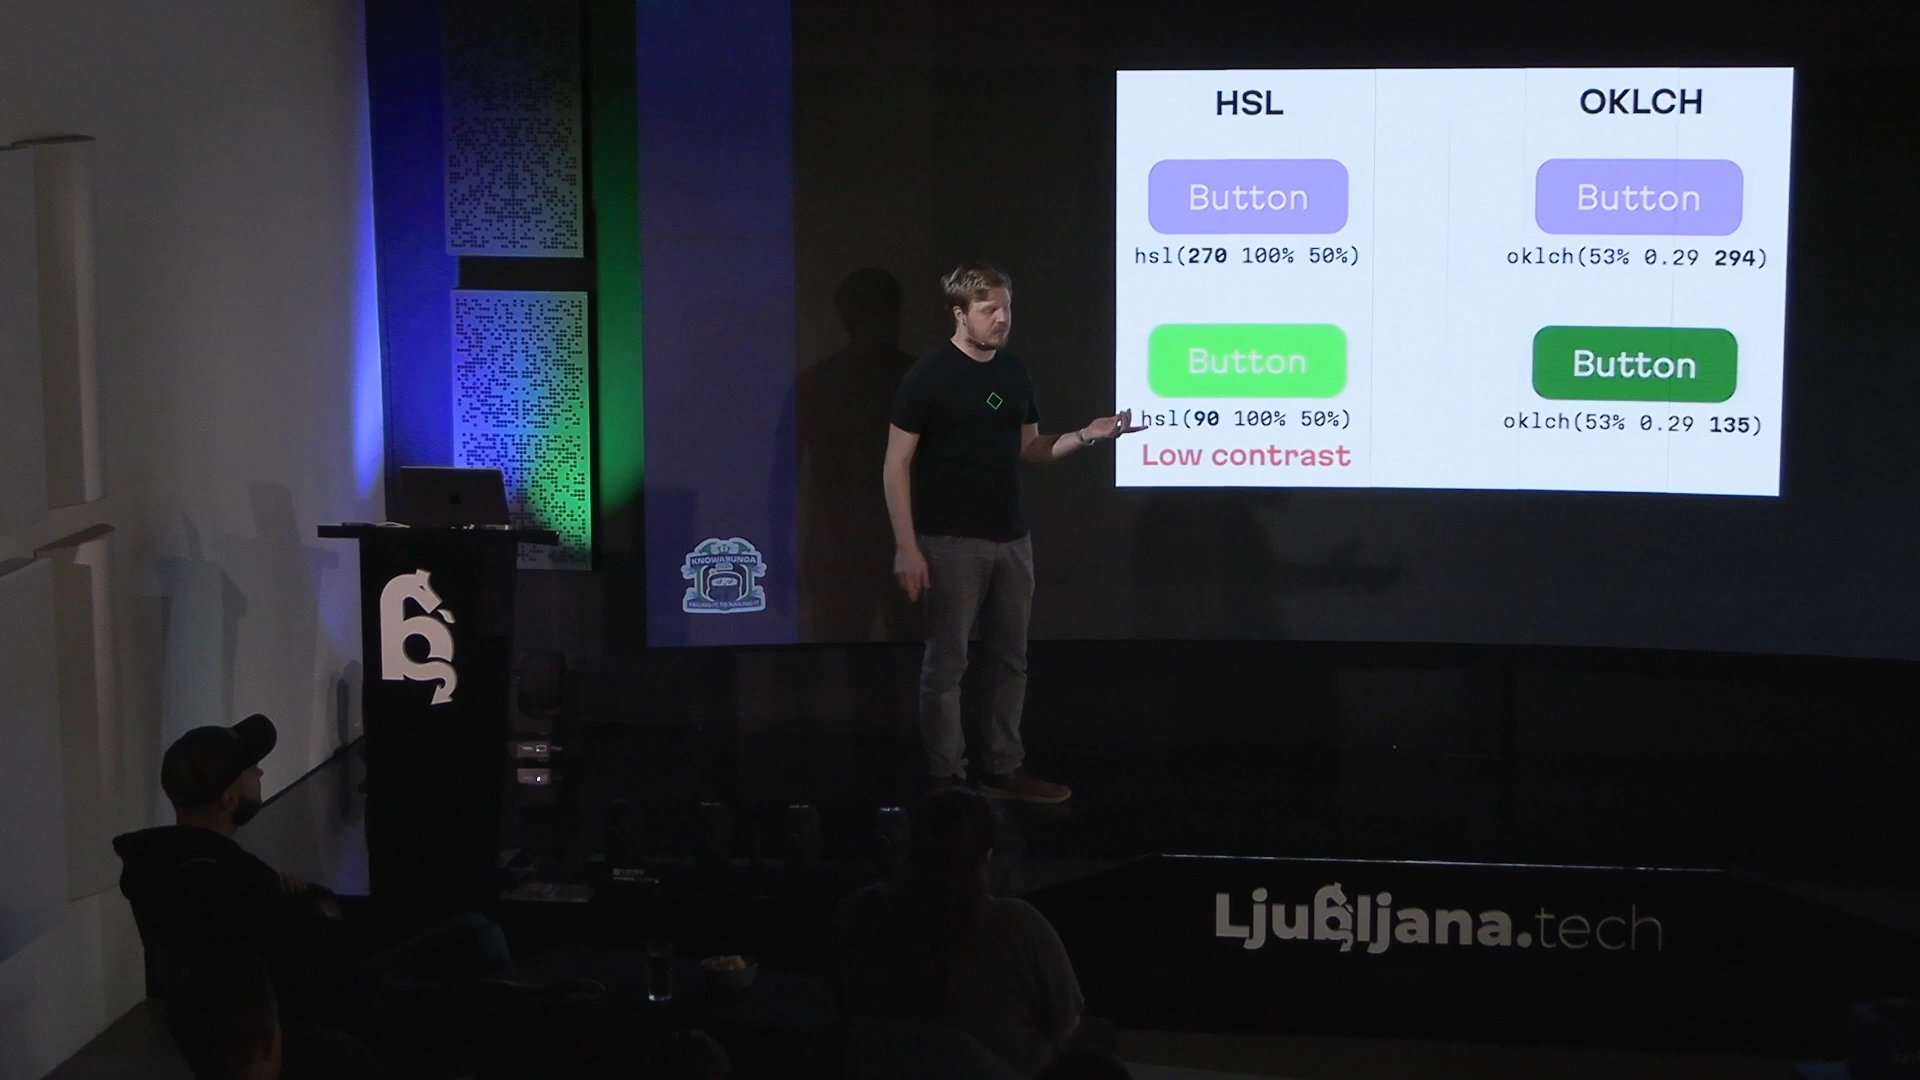 HSL
OKLCH
Button
Button
hsl(270 100% 50%)
oklch(53% 0.29 294)
Button
Button
hsl(90 100% 50%)
oklch(53% 0.29 135)
Low contrast
KNOWABUNGA
Ljubljana.tech